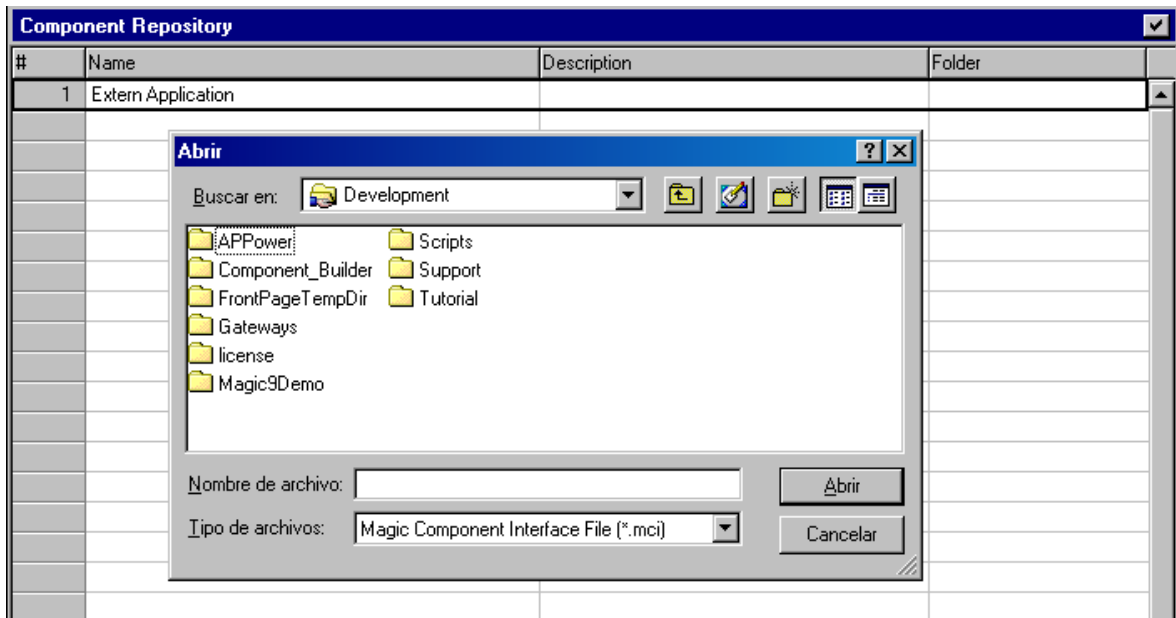 Component Repository
# Name Description Folder
1 Extern Application
Abrir
Buscar en: Development
APPower Scripts
Component_Builder Support
FrontPageTempDir Tutorial
Gateways
license
Magic9Demo
Nombre de archivo: Abrir
Tipo de archivos: Magic Component Interface File (*.mci) Cancelar